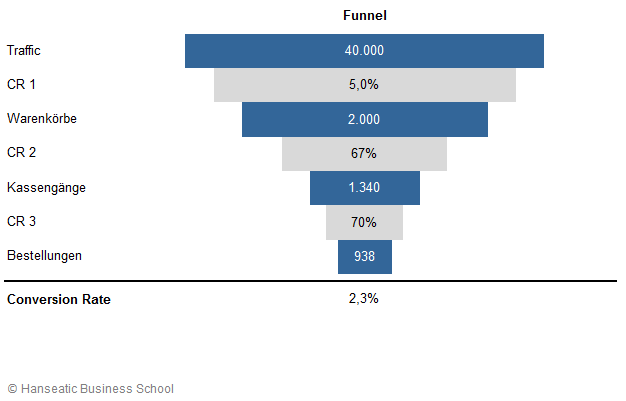 Funnel
Traffic 40.000
CR 1 5,0%
Warenkörbe 2.000
CR 2 67%
Kassengänge 1.340
CR 3 70%
Bestellungen 938
Conversion Rate 2,3%
© Hanseatic Business School